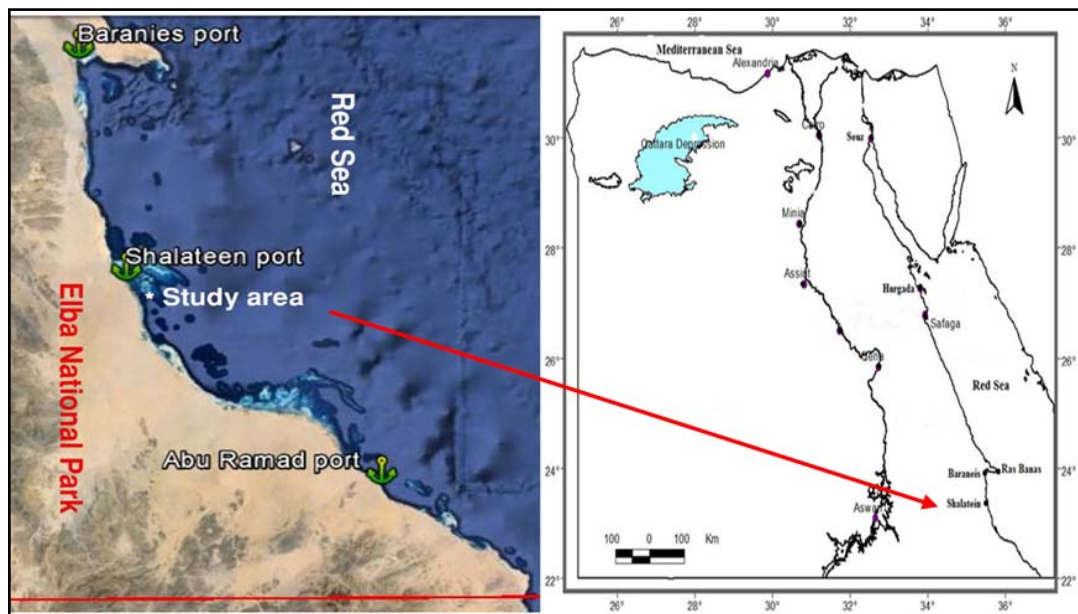 Baranies port
Red Sea
Shalateen port
* Study area
Elba National Park
Abu Ramad port
26° 28° 30° 32° 34° 36°
Mediterranean Sea
Alexandria
N
30° 30°
Cairo
Seuz
Qattara Depression
28° 28°
Minia
Assiut
Hurgada
Safaga
26° 26°
Qena
Red Sea
24° 24°
Baraneis
Ras Banas
Shalatein
Aswan
100 0 100 Km
22° 22°
26° 28° 30° 32° 34° 36°